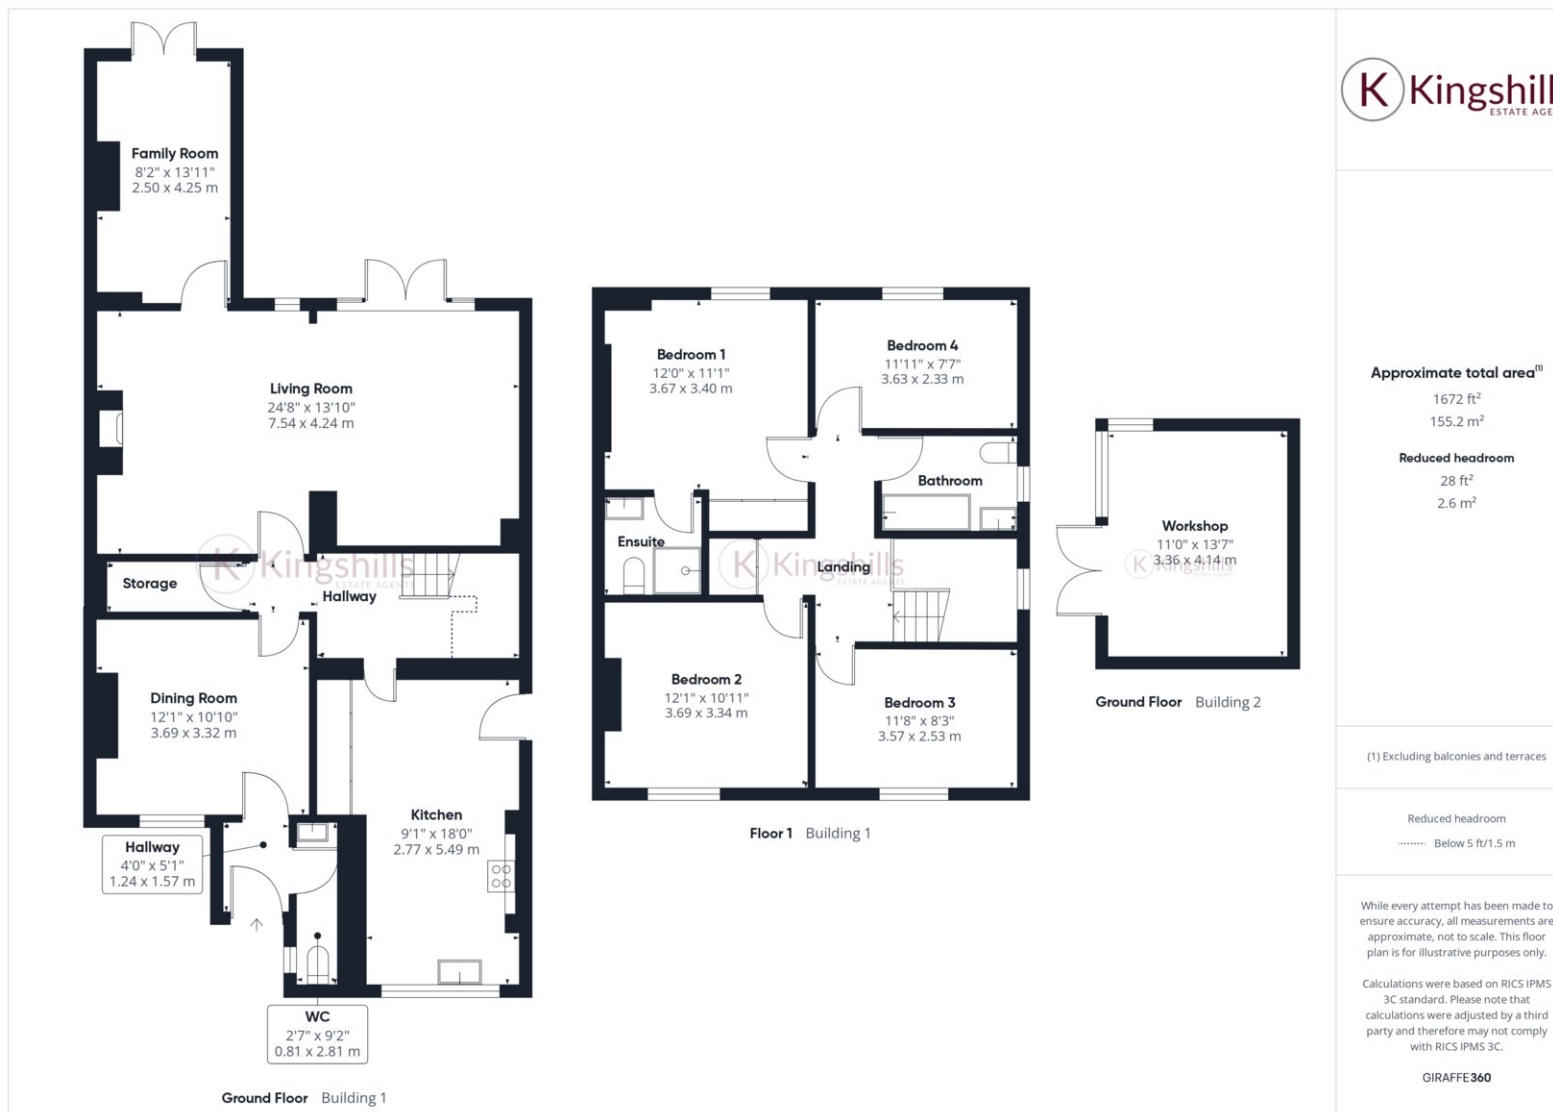 Family Room
8'2" x 13'11"
2.50 x 4.25 m
Living Room
24'8" x 13'10"
7.54 x 4.24 m
Storage
Hallway
K Kingshills
ESTATE AGENTS
Dining Room
12'1" x 10'10"
3.69 x 3.32 m
Kitchen
9'1" x 18'0"
2.77 x 5.49 m
Hallway
4'0" x 5'1"
1.24 x 1.57 m
WC
2'7" x 9'2"
0.81 x 2.81 m
Ground Floor Building 1
Bedroom 1
12'0" x 11'1"
3.67 x 3.40 m
Bedroom 4
11'11" x 7'7"
3.63 x 2.33 m
Bathroom
Ensuite
K Kingshills
ESTATE AGENTS
Landing
Bedroom 2
12'1" x 10'11"
3.69 x 3.34 m
Bedroom 3
11'8" x 8'3"
3.57 x 2.53 m
Floor 1 Building 1
Workshop
11'0" x 13'7"
3.36 x 4.14 m
K Kingshills
Ground Floor Building 2
K Kingshill
ESTATE AGE
Approximate total area(1)
1672 ft²
155.2 m²
Reduced headroom
28 ft²
2.6 m²
(1) Excluding balconies and terraces
Reduced headroom
Below 5 ft/1.5 m
While every attempt has been made to
ensure accuracy, all measurements are
approximate, not to scale. This floor
plan is for illustrative purposes only.
Calculations were based on RICS IPMS
3C standard. Please note that
calculations were adjusted by a third
party and therefore may not comply
with RICS IPMS 3C.
GIRAFFE360